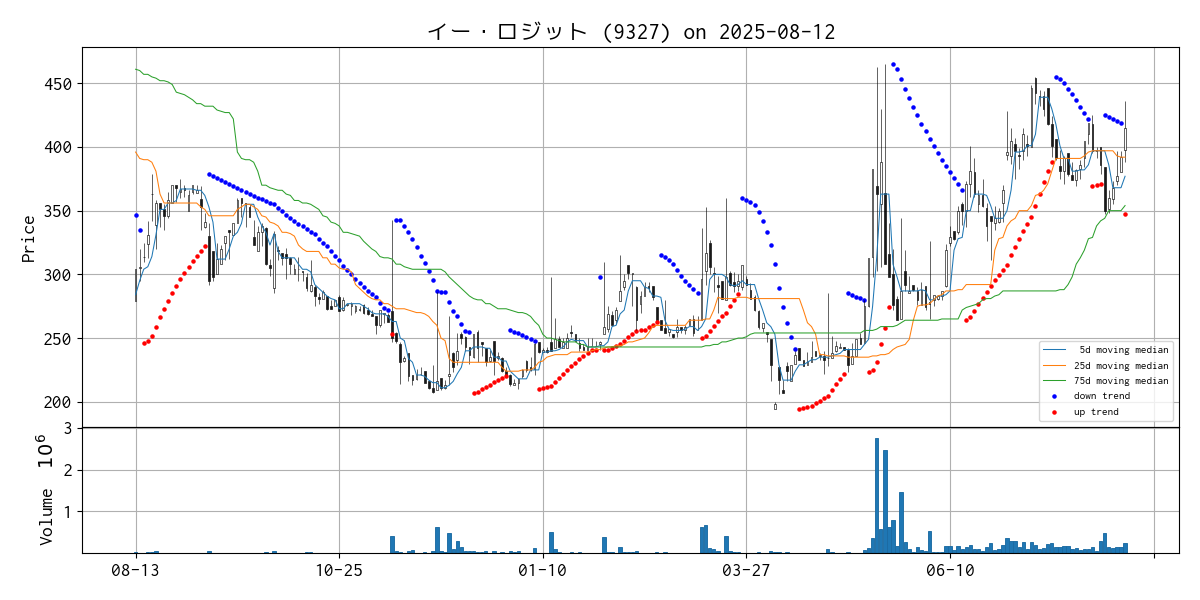 イー・ロジット (9327) on 2025-08-12
Price
450
400
350
300
250
200
5d moving median
25d moving median
75d moving median
down trend
up trend
Volume 10^6
3
2
1
08-13
10-25
01-10
03-27
06-10